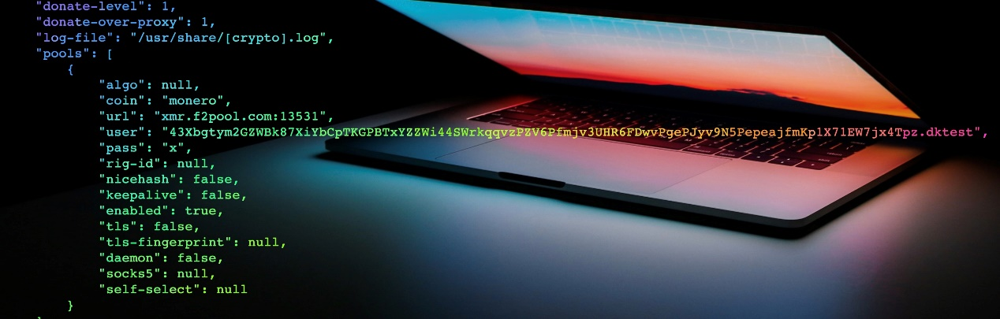 "donate-level": 1,
"donate-over-proxy": 1,
"log-file": "/usr/share/[crypto].log",
"pools": [
{
"algo": null,
"coin": "monero",
"url": "xmr.f2pool.com:13531",
"user": "43Xbgtym2GZWBk87XiYbCpTKGPBTxYZZWi44SWrkqqvzPZV6Pfmjv3UHR6FDwvPgePJyv9N5PepeajfmKp1X71EW7jx4Tpz.dktest",
"pass": "x",
"rig-id": null,
"nicehash": false,
"keepalive": false,
"enabled": true,
"tls": false,
"tls-fingerprint": null,
"daemon": false,
"socks5": null,
"self-select": null
}